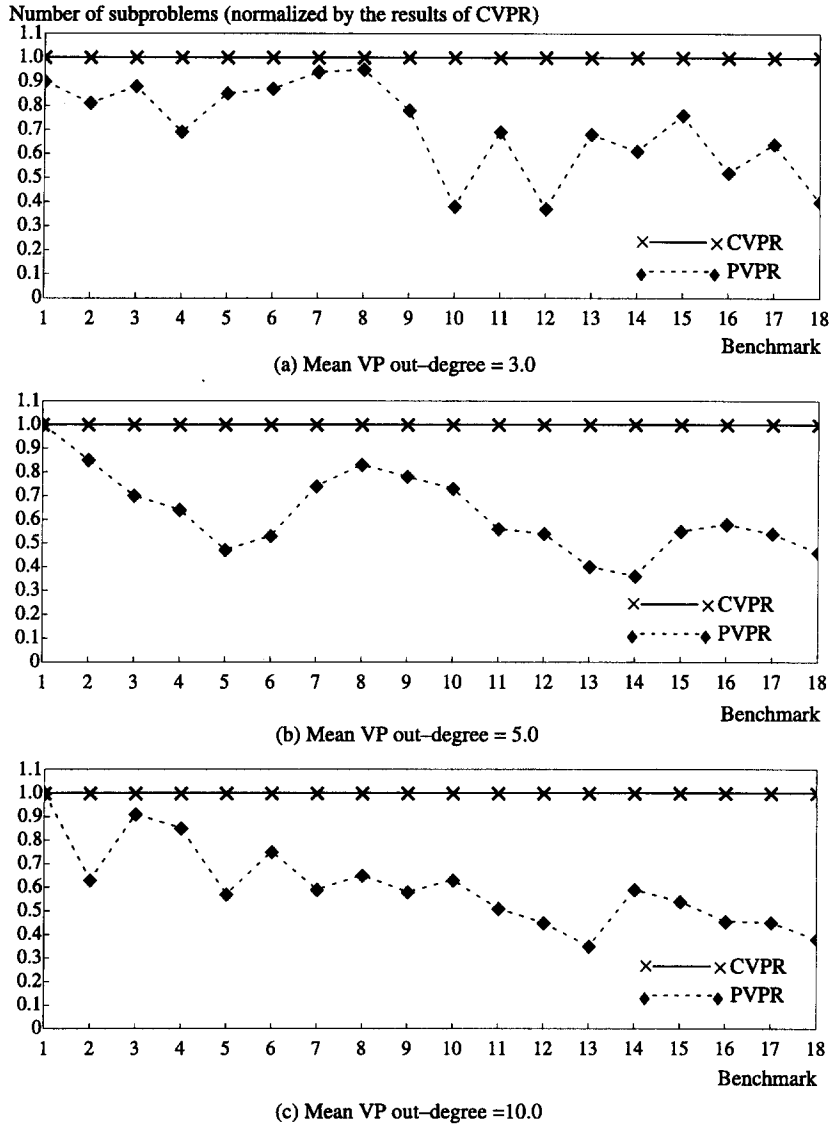 Number of subproblems (normalized by the results of CVPR)
1.1
1.0
0.9
0.8
0.7
0.6
0.5
0.4
0.3
0.2
0.1
0
CVPR
PVPR
1 2 3 4 5 6 7 8 9 10 11 12 13 14 15 16 17 18
Benchmark
(a) Mean VP out–degree = 3.0
1.1
1.0
0.9
0.8
0.7
0.6
0.5
0.4
0.3
0.2
0.1
0
CVPR
PVPR
1 2 3 4 5 6 7 8 9 10 11 12 13 14 15 16 17 18
Benchmark
(b) Mean VP out–degree = 5.0
1.1
1.0
0.9
0.8
0.7
0.6
0.5
0.4
0.3
0.2
0.1
0
CVPR
PVPR
1 2 3 4 5 6 7 8 9 10 11 12 13 14 15 16 17 18
Benchmark
(c) Mean VP out–degree =10.0